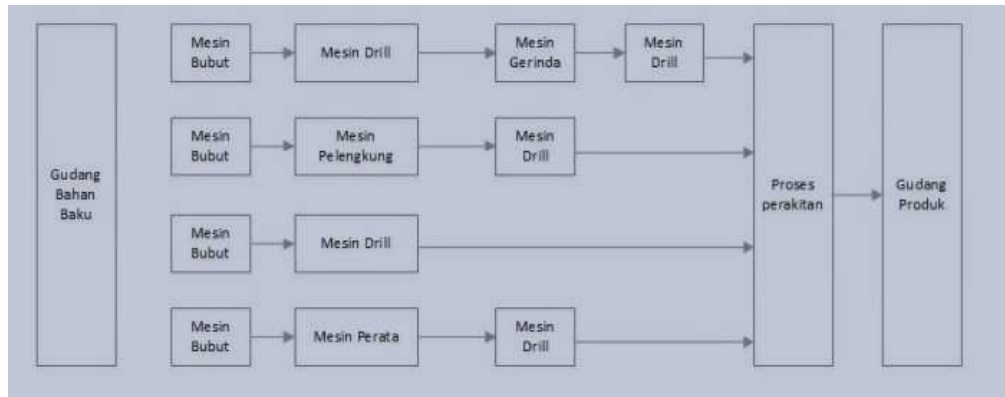 Gudang
Bahan
Baku
Mesin
Bubut
Mesin Drill
Mesin
Gerinda
Mesin
Drill
Mesin
Bubut
Mesin
Pelengkung
Mesin
Drill
Mesin
Bubut
Mesin Drill
Mesin
Bubut
Mesin Perata
Mesin
Drill
Proses
perakitan
Gudang
Produk